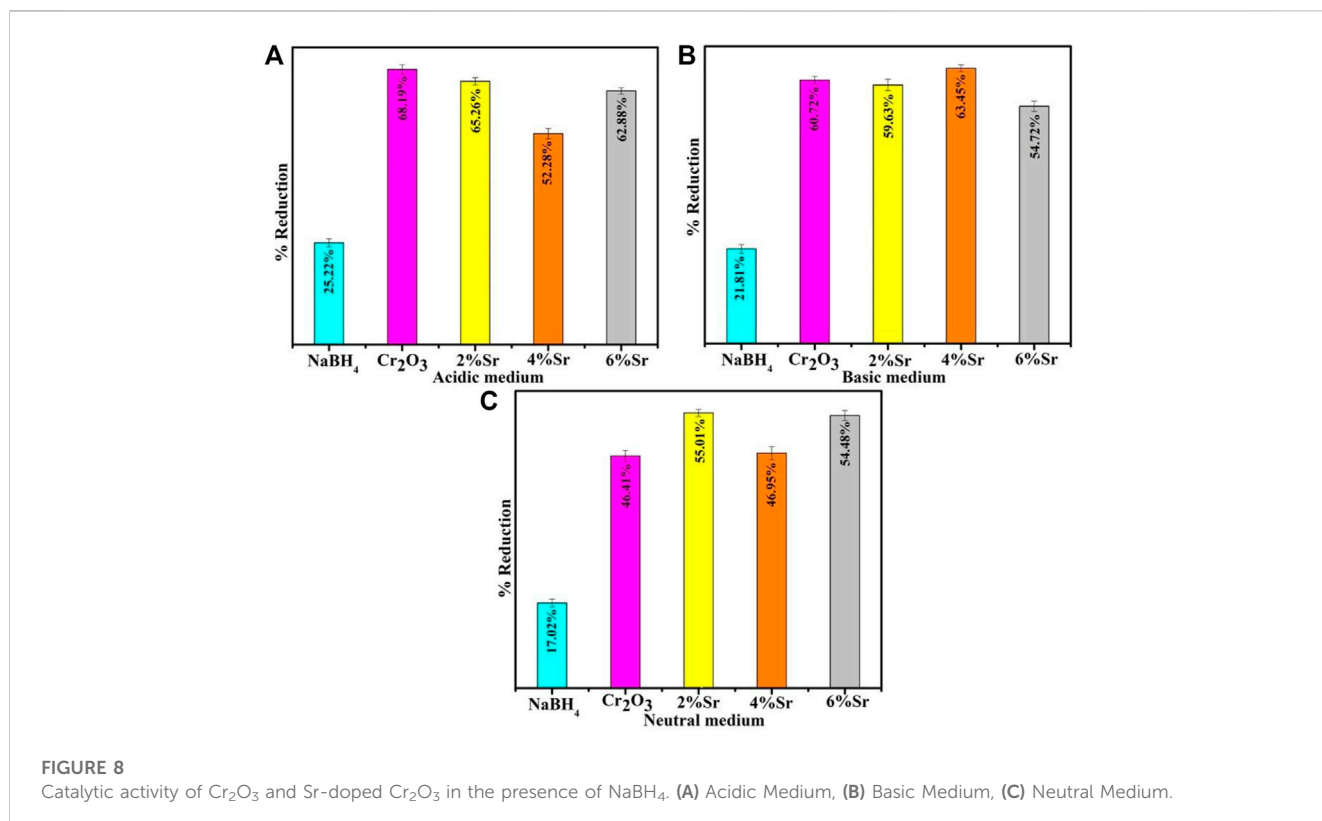 A
% Reduction
25.22%
68.19%
65.26%
52.28%
62.88%
NaBH₄ Cr₂O₃ 2%Sr 4%Sr 6%Sr
Acidic medium
B
% Reduction
21.81%
60.72%
59.63%
63.45%
54.72%
NaBH₄ Cr₂O₃ 2%Sr 4%Sr 6%Sr
Basic medium
C
% Reduction
17.02%
46.41%
55.01%
46.95%
54.48%
NaBH₄ Cr₂O₃ 2%Sr 4%Sr 6%Sr
Neutral medium
FIGURE 8
Catalytic activity of Cr₂O₃ and Sr-doped Cr₂O₃ in the presence of NaBH₄. (A) Acidic Medium, (B) Basic Medium, (C) Neutral Medium.